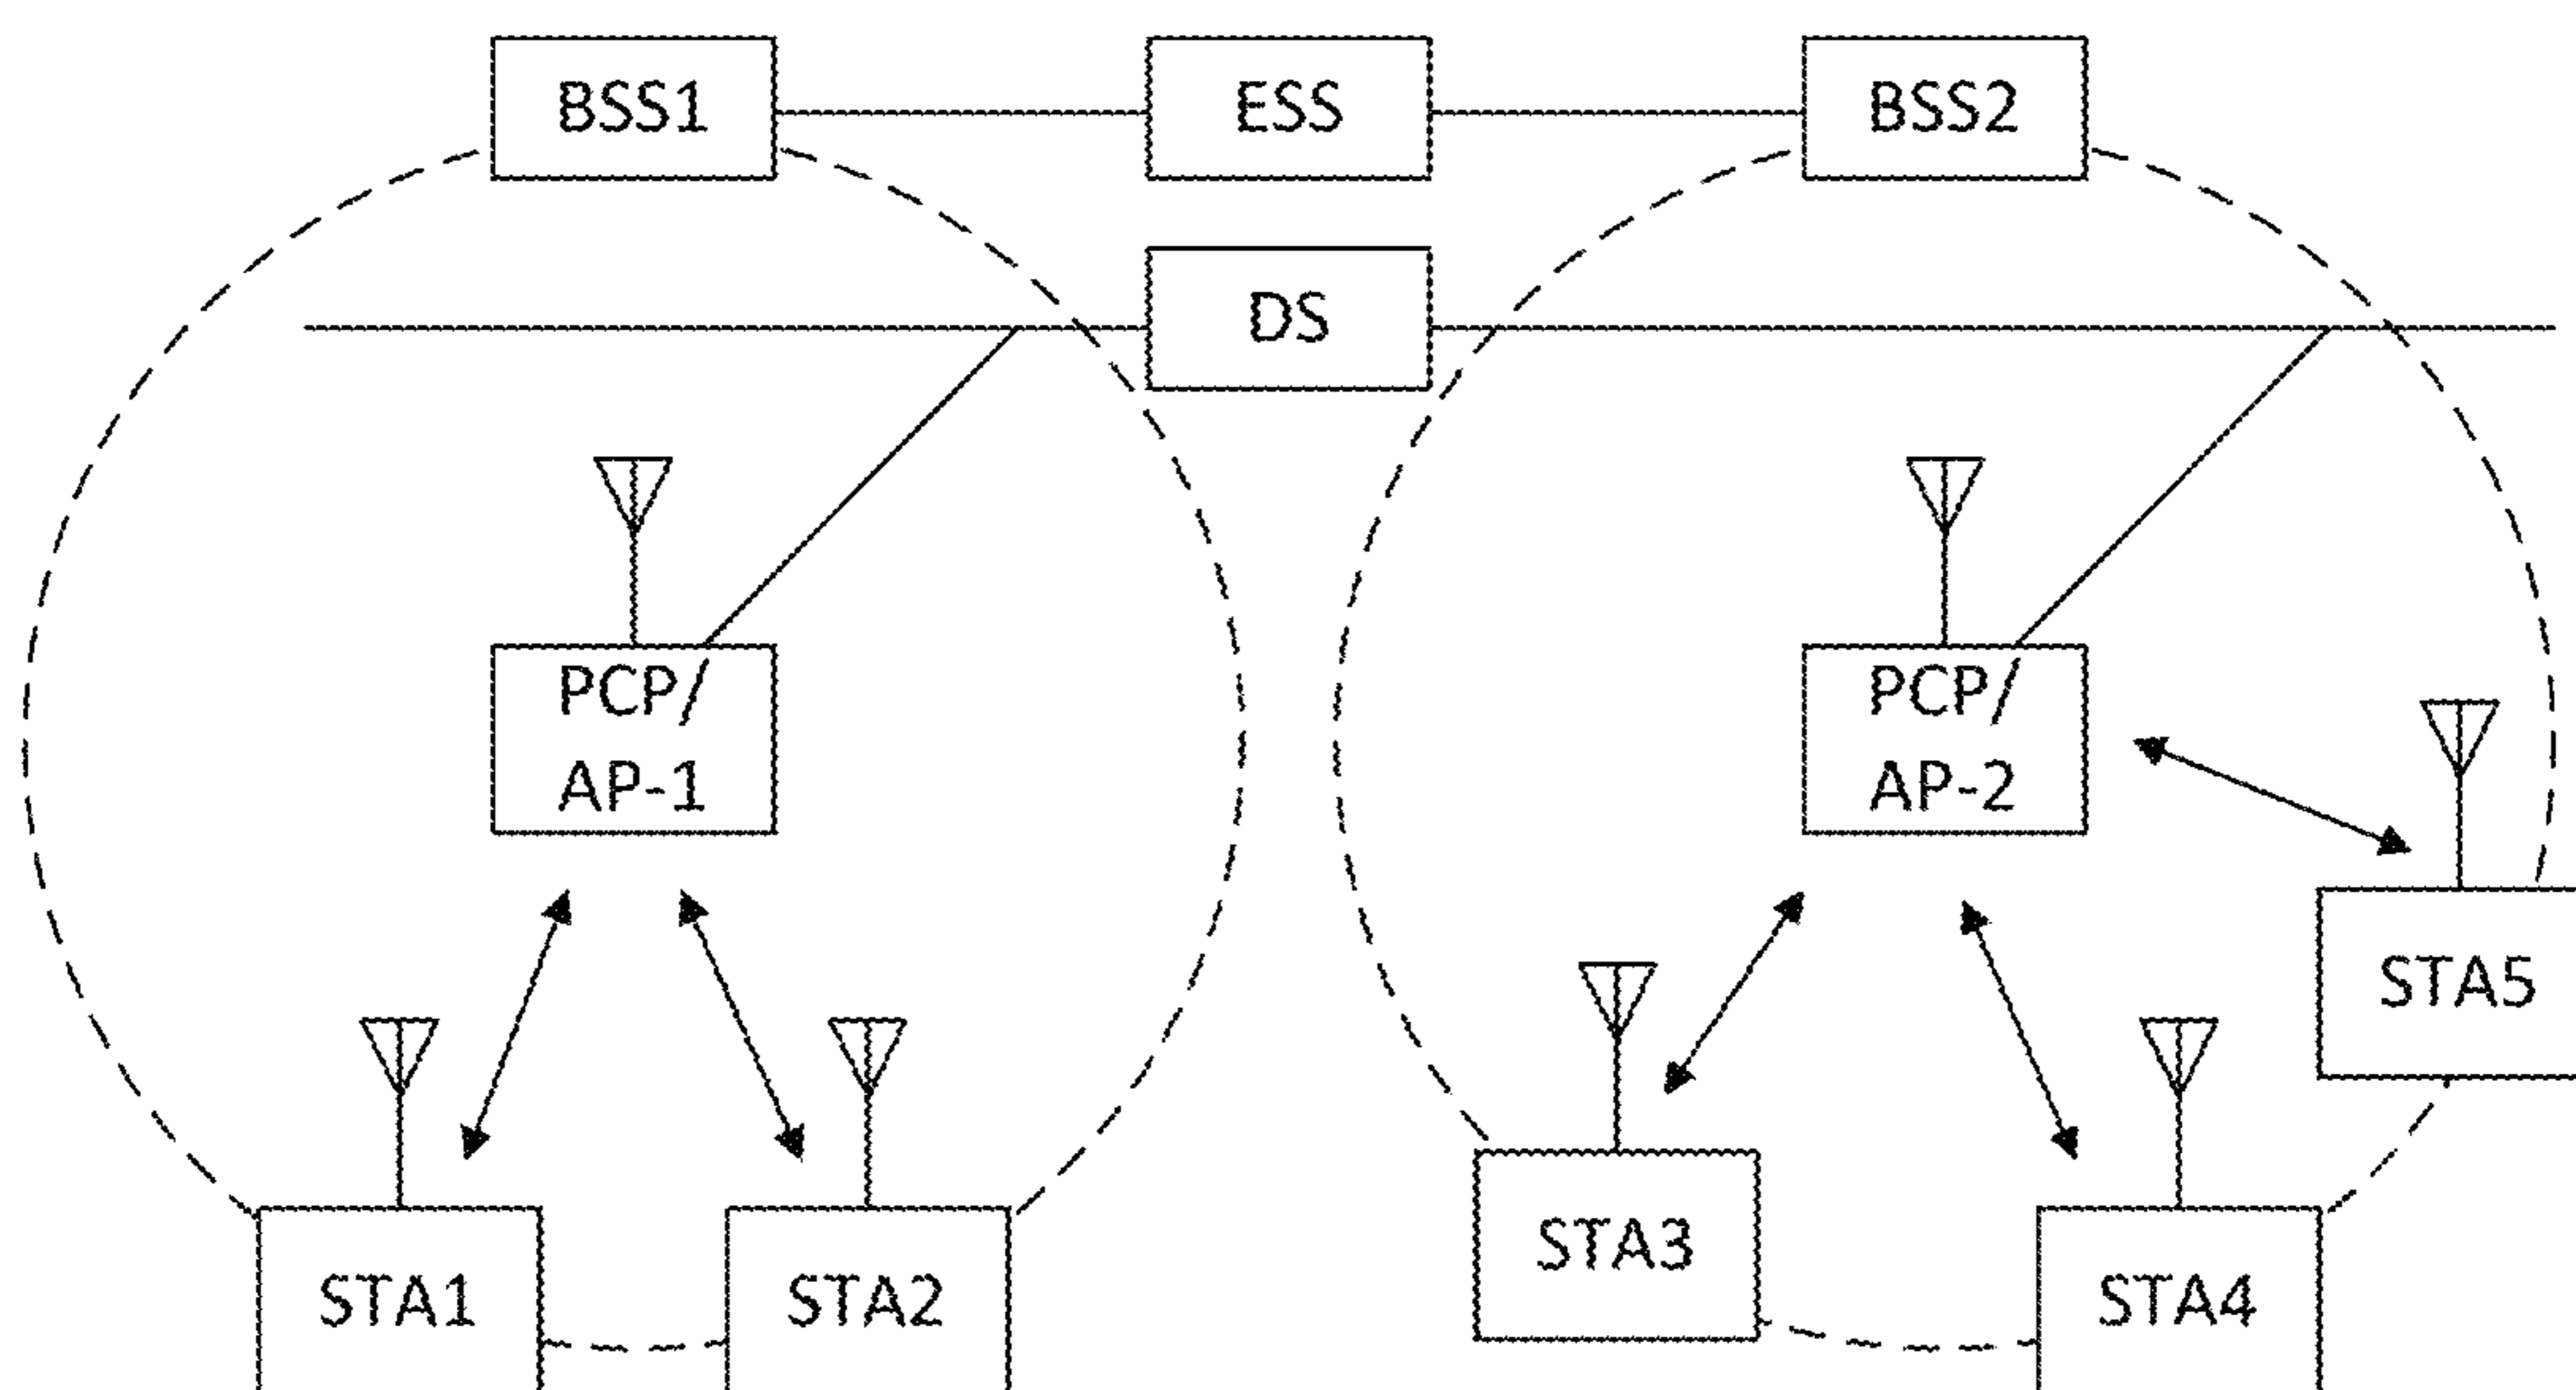 BSS1
ESS
BSS2
DS
PCP/
AP-1
PCP/
AP-2
STA5
STA3
STA1
STA2
STA4